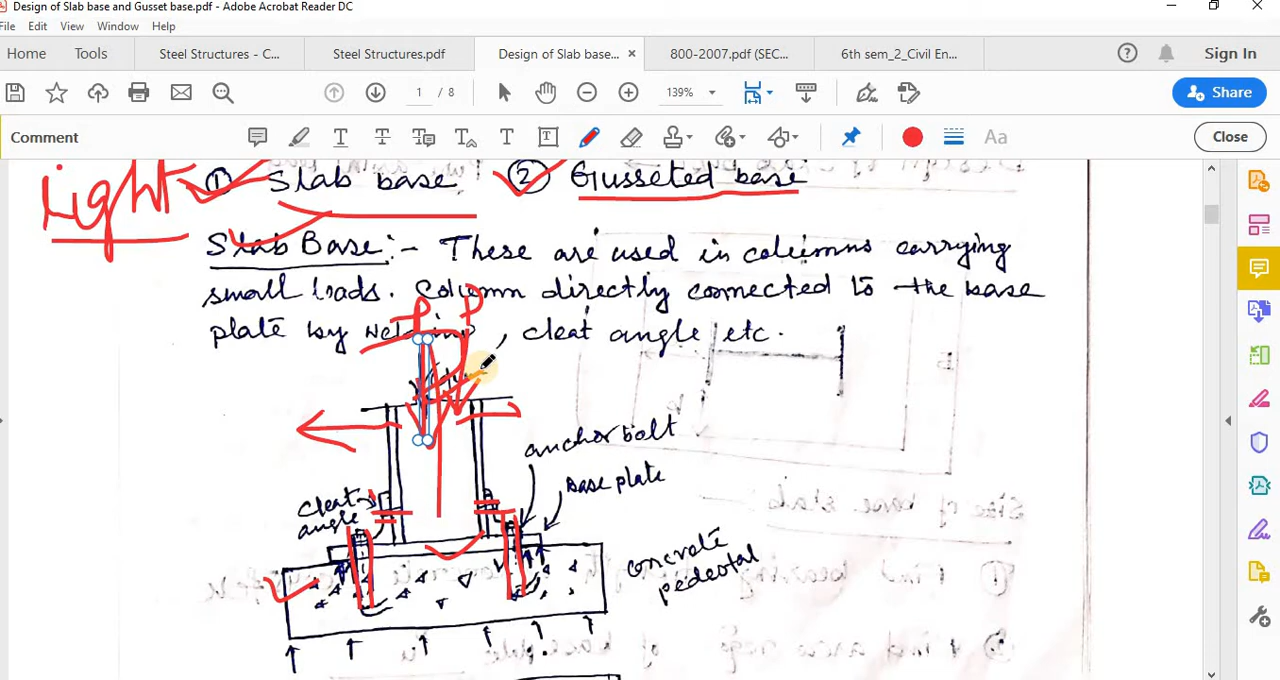 Design of Slab base and Gusset base.pdf - Adobe Acrobat Reader DC
File Edit View Window Help
Home Tools Steel Structures - C... Steel Structures.pdf Design of Slab base... × 800-2007.pdf (SEC... 6th sem_2_Civil En... Sign In
1 / 8 139% Share
Comment Aa Close
Light ① Slab base ② Gusseted base
Slab Base:- These are used in columns carrying
small loads. Column directly connected to the base
plate by welding, cleat angle etc.
P P
anchor bolt
base plate
cleat
angle
concrete
pedestal